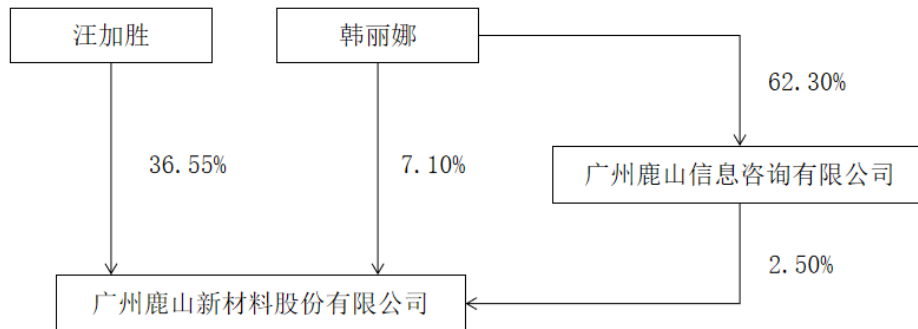 汪加胜
韩丽娜
62.30%
36.55%
7.10%
广州鹿山信息咨询有限公司
2.50%
广州鹿山新材料股份有限公司